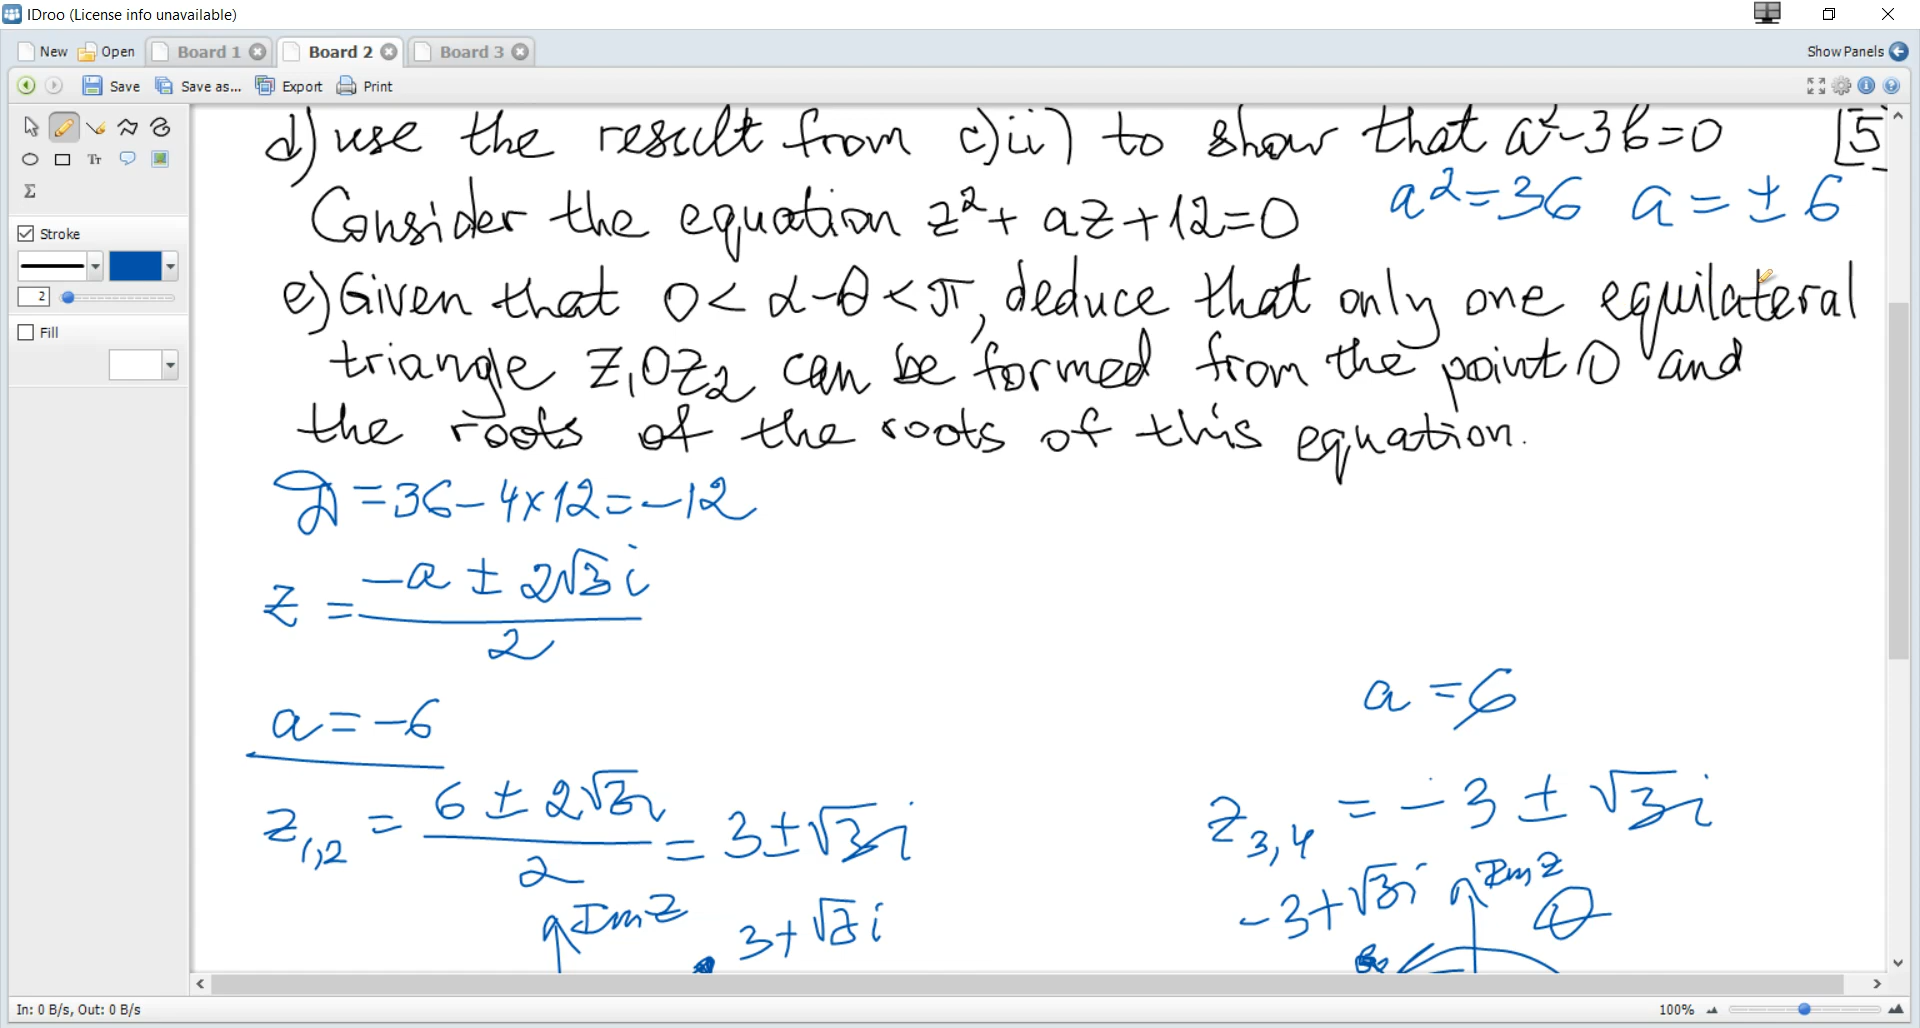 IDroo (License info unavailable)
New Open Board 1 Board 2 Board 3 Show Panels
Save Save as... Export Print
Stroke
2
Fill
d) use the result from c)ii) to show that a²-3b=0 [5]
a²=36 a=±6
Consider the equation z²+az+12=0
e) Given that 0<α-θ<π, deduce that only one equilateral
triangle Z₁OZ₂ can be formed from the point O and
the roots of the roots of this equation.
D=36-4×12=-12
z = (-a±2√3i)/2
a=-6
a=6
z₁,₂ = (6±2√3i)/2 = 3±√3i
z₃,₄ = -3±√3i
Im z
3+√3i
-3+√3i
Im z
θ
In: 0 B/s, Out: 0 B/s 100%